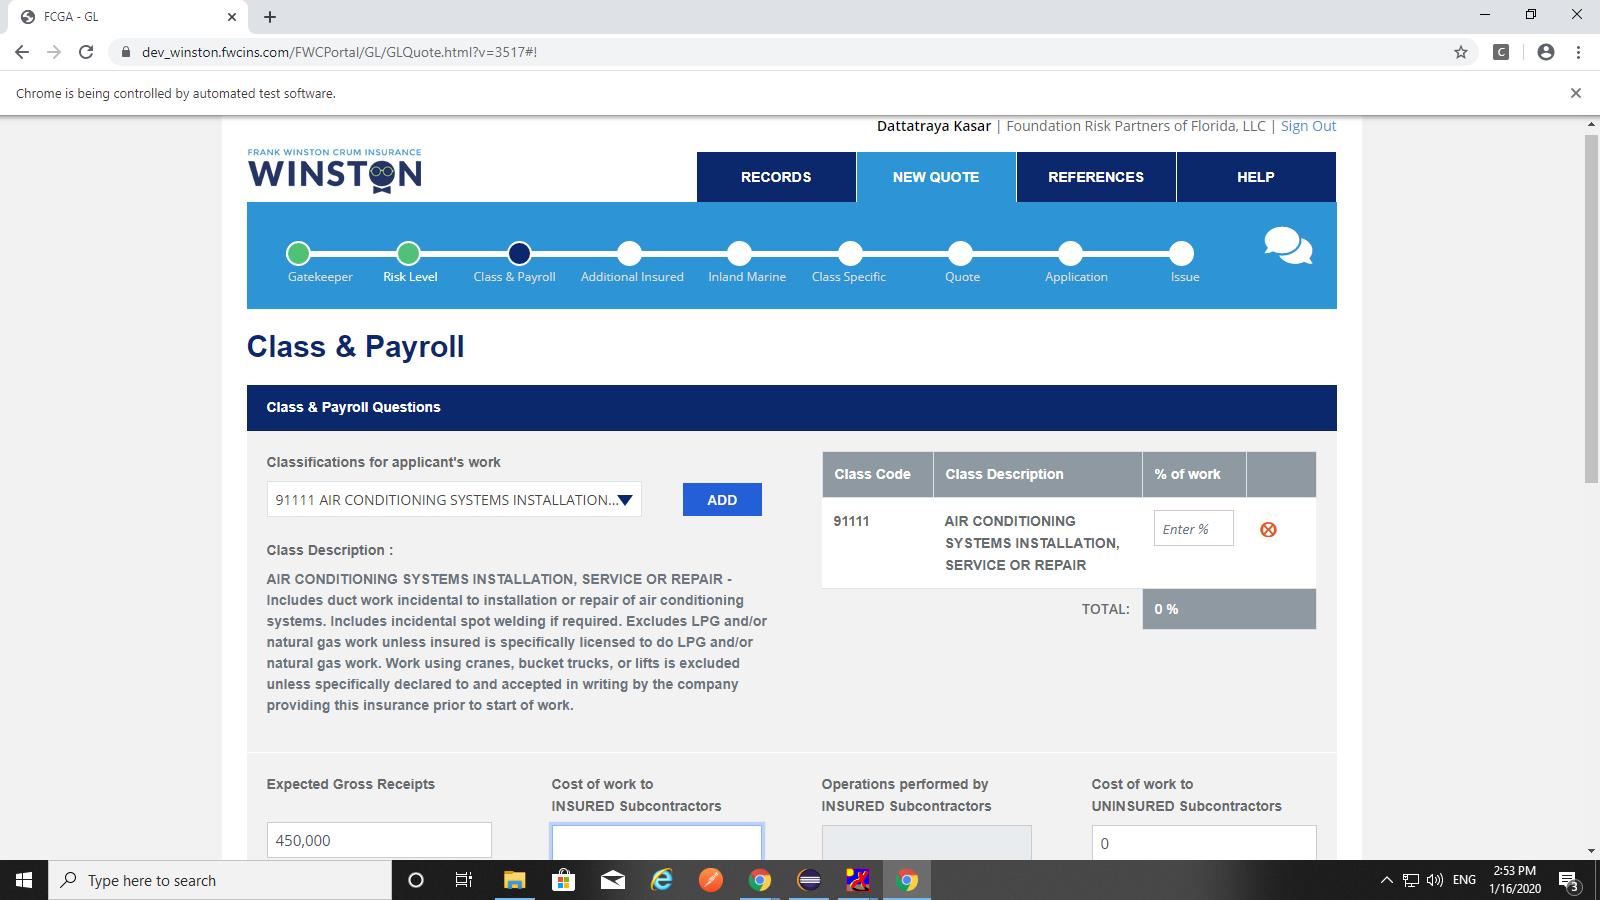 FCGA - GL
dev_winston.fwcins.com/FWCPortal/GL/GLQuote.html?v=3517#!
C
Chrome is being controlled by automated test software.
Dattatraya Kasar | Foundation Risk Partners of Florida, LLC | Sign Out
FRANK WINSTON CRUM INSURANCE
WINSTON
RECORDS
NEW QUOTE
REFERENCES
HELP
Gatekeeper
Risk Level
Class & Payroll
Additional Insured
Inland Marine
Class Specific
Quote
Application
Issue
Class & Payroll
Class & Payroll Questions
Classifications for applicant's work
91111 AIR CONDITIONING SYSTEMS INSTALLATION...
ADD
Class Description :
AIR CONDITIONING SYSTEMS INSTALLATION, SERVICE OR REPAIR -
Includes duct work incidental to installation or repair of air conditioning
systems. Includes incidental spot welding if required. Excludes LPG and/or
natural gas work unless insured is specifically licensed to do LPG and/or
natural gas work. Work using cranes, bucket trucks, or lifts is excluded
unless specifically declared to and accepted in writing by the company
providing this insurance prior to start of work.
Class Code
Class Description
% of work
91111
AIR CONDITIONING
SYSTEMS INSTALLATION,
SERVICE OR REPAIR
Enter %
TOTAL:
0 %
Expected Gross Receipts
450,000
Cost of work to
INSURED Subcontractors
Operations performed by
INSURED Subcontractors
Cost of work to
UNINSURED Subcontractors
0
Type here to search
ENG
2:53 PM
1/16/2020
3